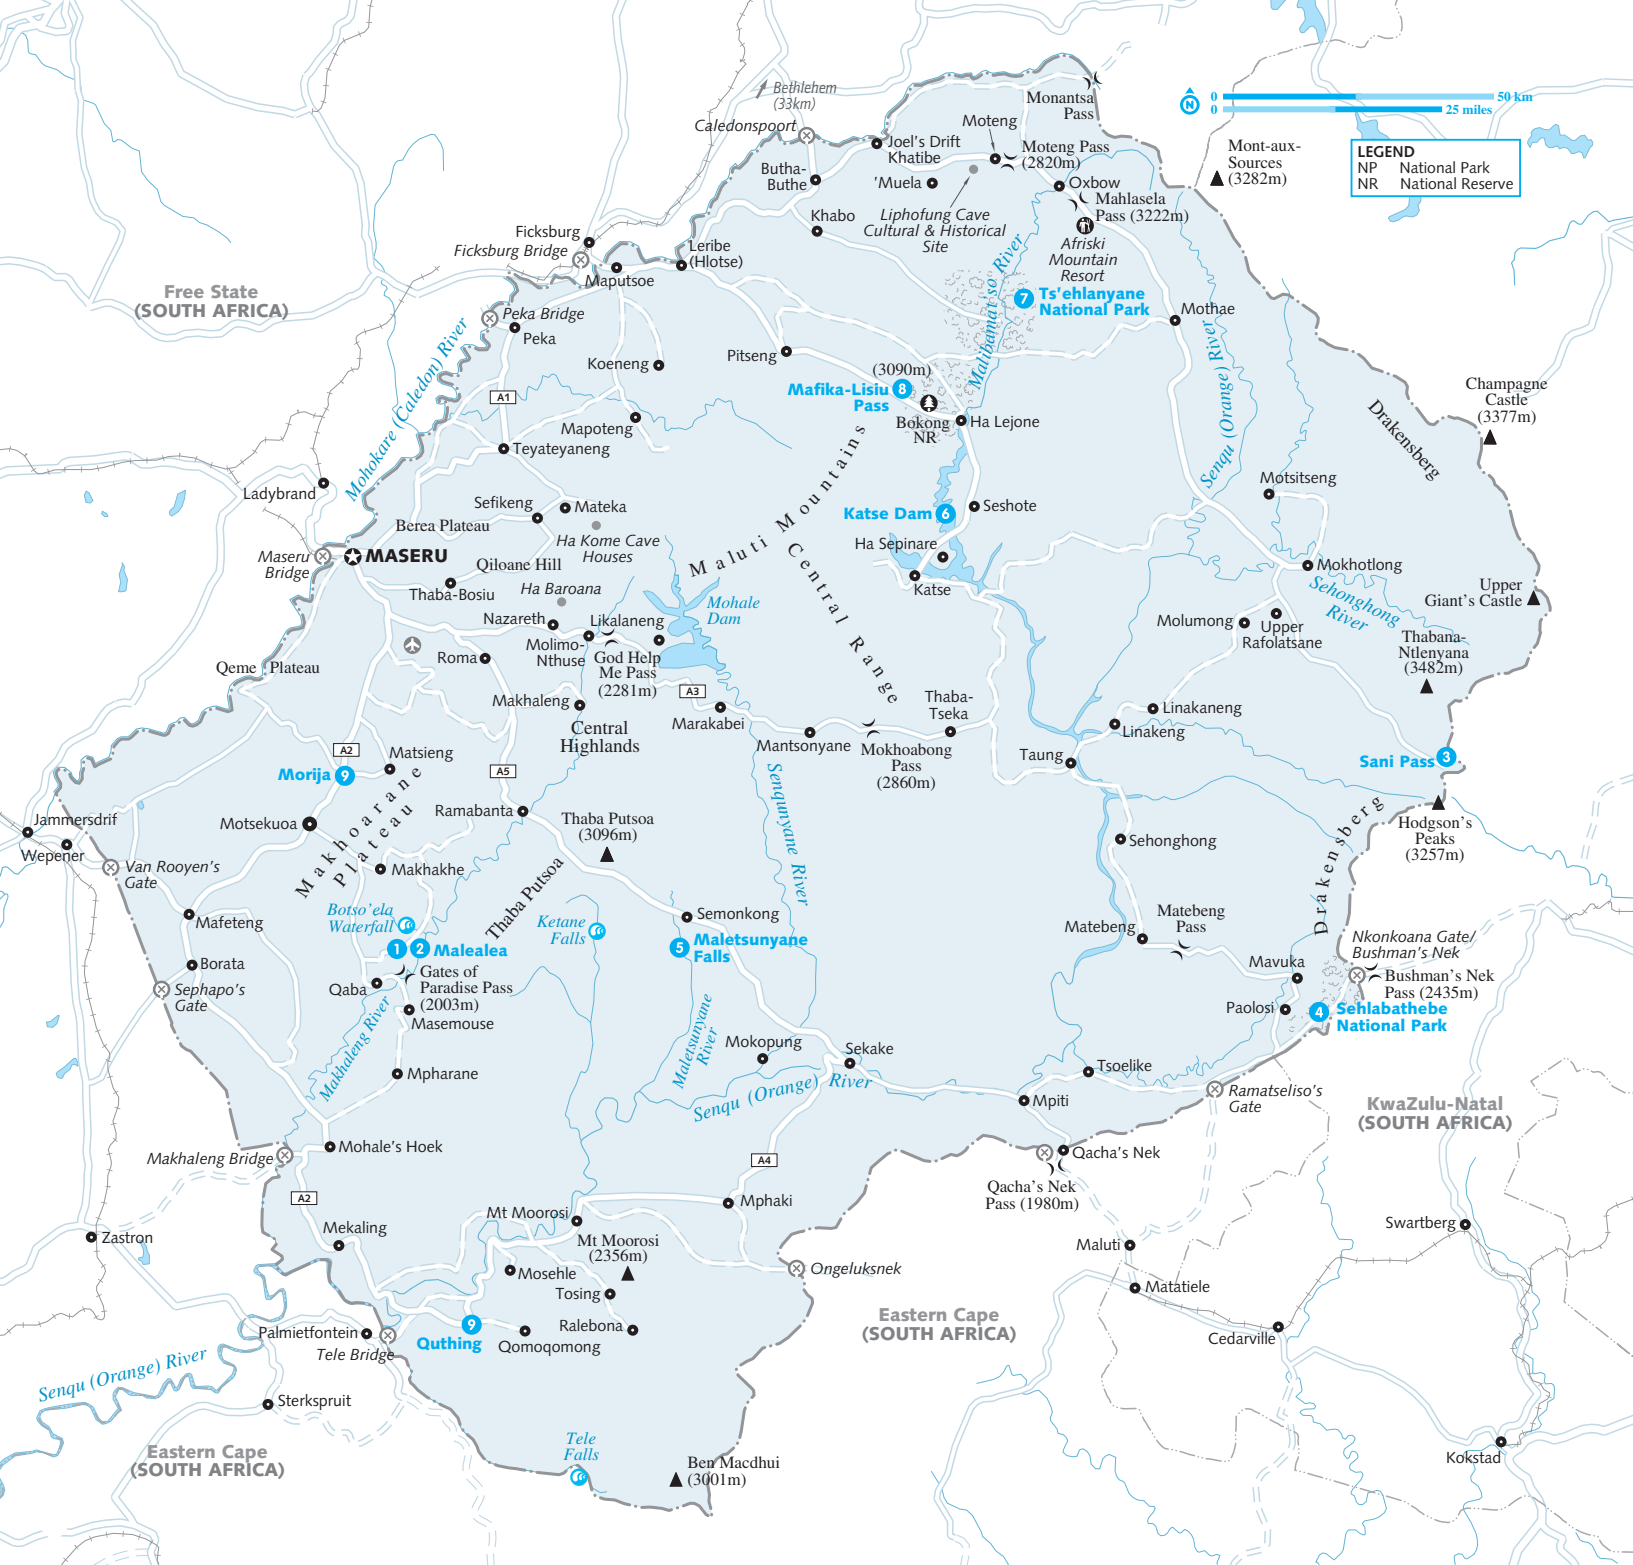 Bethlehem
(33km)
Caledonspoort
Monantsa
Pass
0
50 km
N
0
25 miles
LEGEND
NP National Park
NR National Reserve
Moteng
Joel's Drift
Khatibe
Moteng Pass
(2820m)
Mont-aux-
Sources
(3282m)
Butha-
Buthe
'Muela
Oxbow
Mahlasela
Pass (3222m)
Khabo
Liphofung Cave
Cultural & Historical
Site
Afriski
Mountain
Resort
Ficksburg
Ficksburg Bridge
Leribe
(Hlotse)
Maputsoe
Free State
(SOUTH AFRICA)
Peka Bridge
Peka
Malibamat'so River
7
Ts'ehlanyane
National Park
Mothae
Mohokare (Caledon) River
Koeneng
Pitseng
(3090m)
Mafika-Lisiu
Pass
8
Bokong
NR
Ha Lejone
A1
Senqu (Orange) River
Champagne
Castle
(3377m)
Drakensberg
Mapoteng
Teyateyaneng
Maluti Mountains
Ladybrand
Sefikeng
Mateka
Berea Plateau
Ha Kome Cave
Houses
Katse Dam
6
Seshote
Motsitseng
Ha Sepinare
Katse
Central Range
Maseru
Bridge
MASERU
Qiloane Hill
Thaba-Bosiu
Ha Baroana
Mokhotlong
Sehonghong
River
Upper
Giant's Castle
Nazareth
Likalaneng
Mohale
Dam
Molimo-
Nthuse
God Help
Me Pass
(2281m)
Roma
Molumong
Upper
Rafolatsane
Thabana-
Ntlenyana
(3482m)
Qeme Plateau
Makhaleng
Central
Highlands
A3
Marakabei
Mantsonyane
Mokhoabong
Pass
(2860m)
Thaba-
Tseka
Linakaneng
Linakeng
Taung
A2
Matsieng
Morija
9
A5
Makhoarane
Plateau
Senqunyane River
Sani Pass
3
Jammersdrif
Wepener
Motsekuoa
Ramabanta
Thaba Putsoa
(3096m)
Hodgson's
Peaks
(3257m)
Sehonghong
Drakensberg
Van Rooyen's
Gate
Makhakhe
Thaba Putsoa
Botso'ela
Waterfall
Mafeteng
Ketane
Falls
Semonkong
Maletsunyane
Falls
5
1
2
Malealea
Matebeng
Matebeng
Pass
Nkonkoana Gate/
Bushman's Nek
Borata
Sephapo's
Gate
Qaba
Gates of
Paradise Pass
(2003m)
Masemouse
Mavuka
Bushman's Nek
Pass (2435m)
Paolosi
4
Sehlabathebe
National Park
Makhaleng River
Maletsunyane
River
Mokopung
Sekake
Mpharane
Senqu (Orange) River
Tsoelike
Mpiti
Ramatseliso's
Gate
KwaZulu-Natal
(SOUTH AFRICA)
Mohale's Hoek
Makhaleng Bridge
Qacha's Nek
Qacha's Nek
Pass (1980m)
A4
A2
Mphaki
Mekaling
Mt Moorosi
Mt Moorosi
(2356m)
Zastron
Swartberg
Maluti
Mosehle
Tosing
Ongeluksnek
Matatiele
Eastern Cape
(SOUTH AFRICA)
9
Quthing
Ralebona
Qomoqomong
Palmietfontein
Tele Bridge
Cedarville
Senqu (Orange) River
Sterkspruit
Eastern Cape
(SOUTH AFRICA)
Tele
Falls
Ben Macdhui
(3001m)
Kokstad